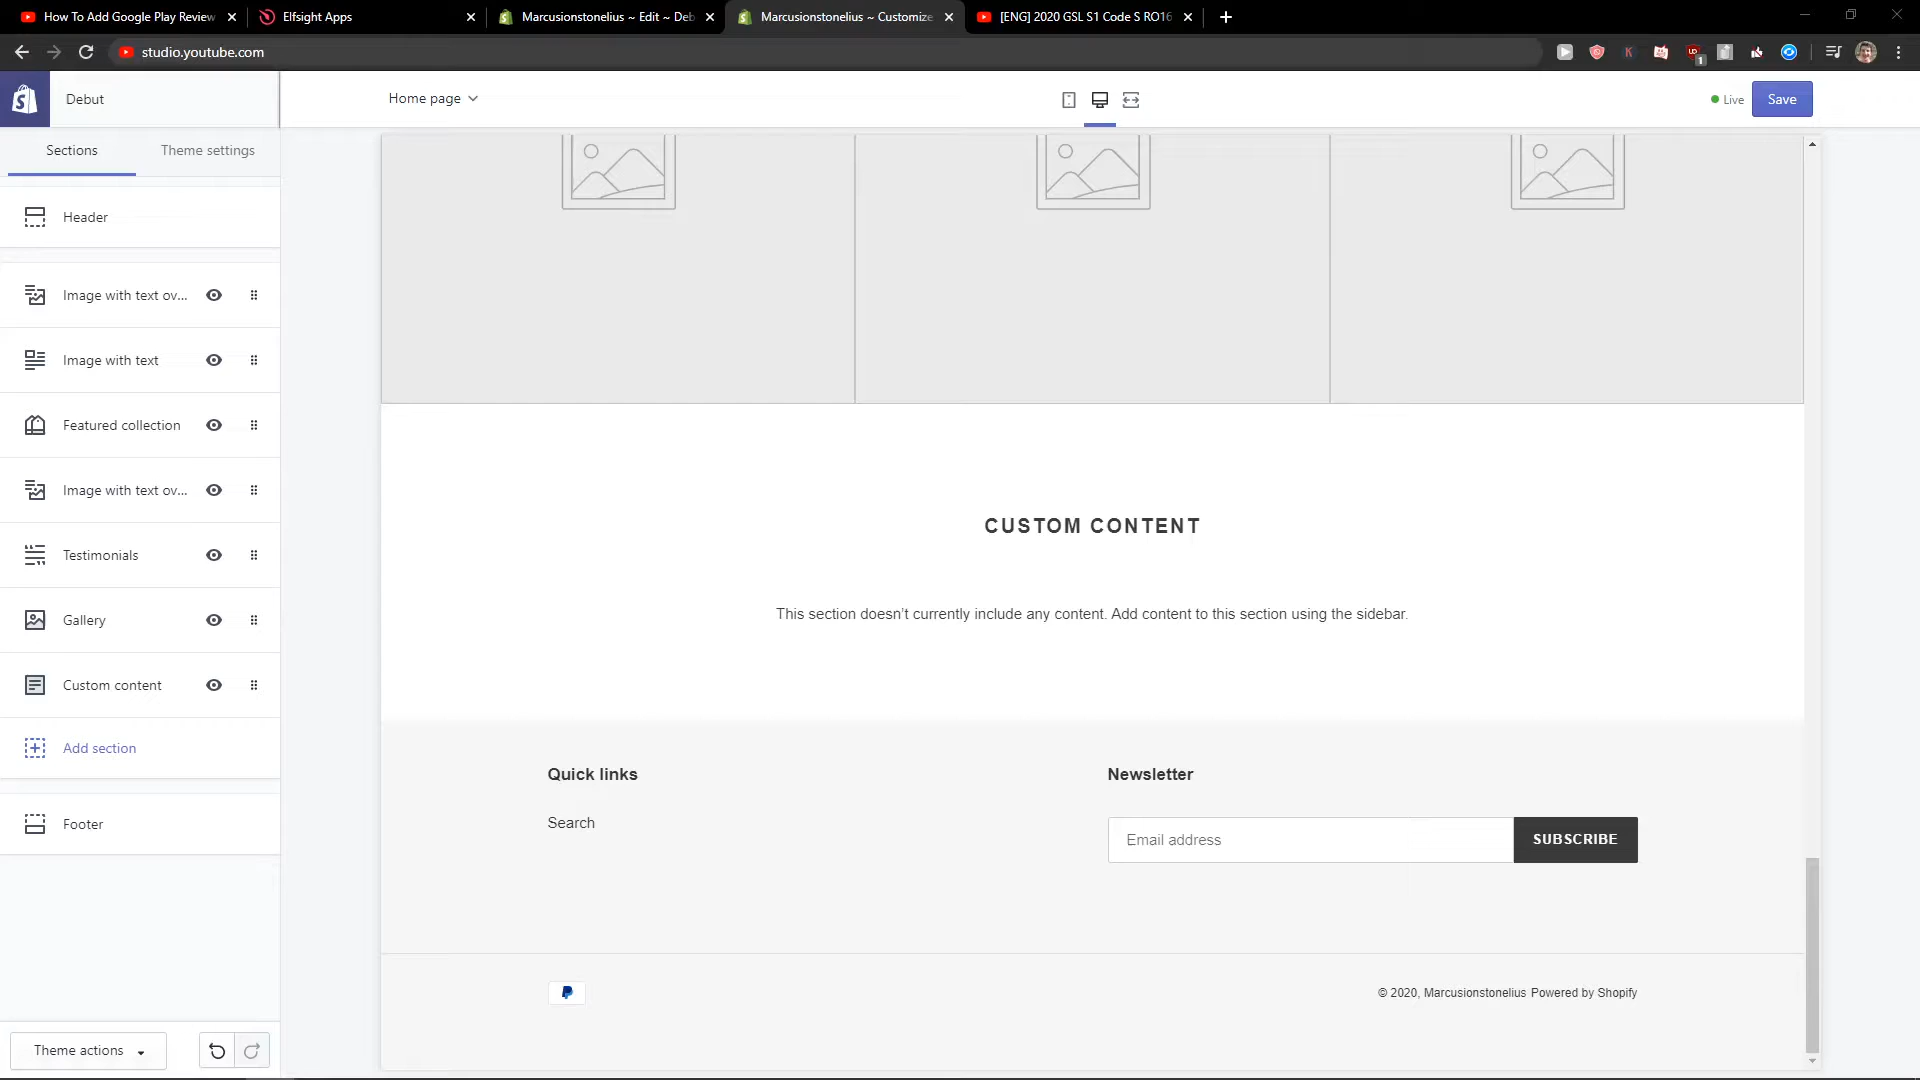 How To Add Google Play Review
Elfsight Apps
Marcusionstonelius ~ Edit ~ Deb
Marcusionstonelius ~ Customize
[ENG] 2020 GSL S1 Code S RO16
studio.youtube.com
1
Debut
Home page
Live
Save
Sections
Theme settings
Header
Image with text ov...
Image with text
Featured collection
Image with text ov...
Testimonials
Gallery
Custom content
Add section
Footer
Theme actions
CUSTOM CONTENT
This section doesn’t currently include any content. Add content to this section using the sidebar.
Quick links
Search
Newsletter
Email address
SUBSCRIBE
© 2020, Marcusionstonelius Powered by Shopify